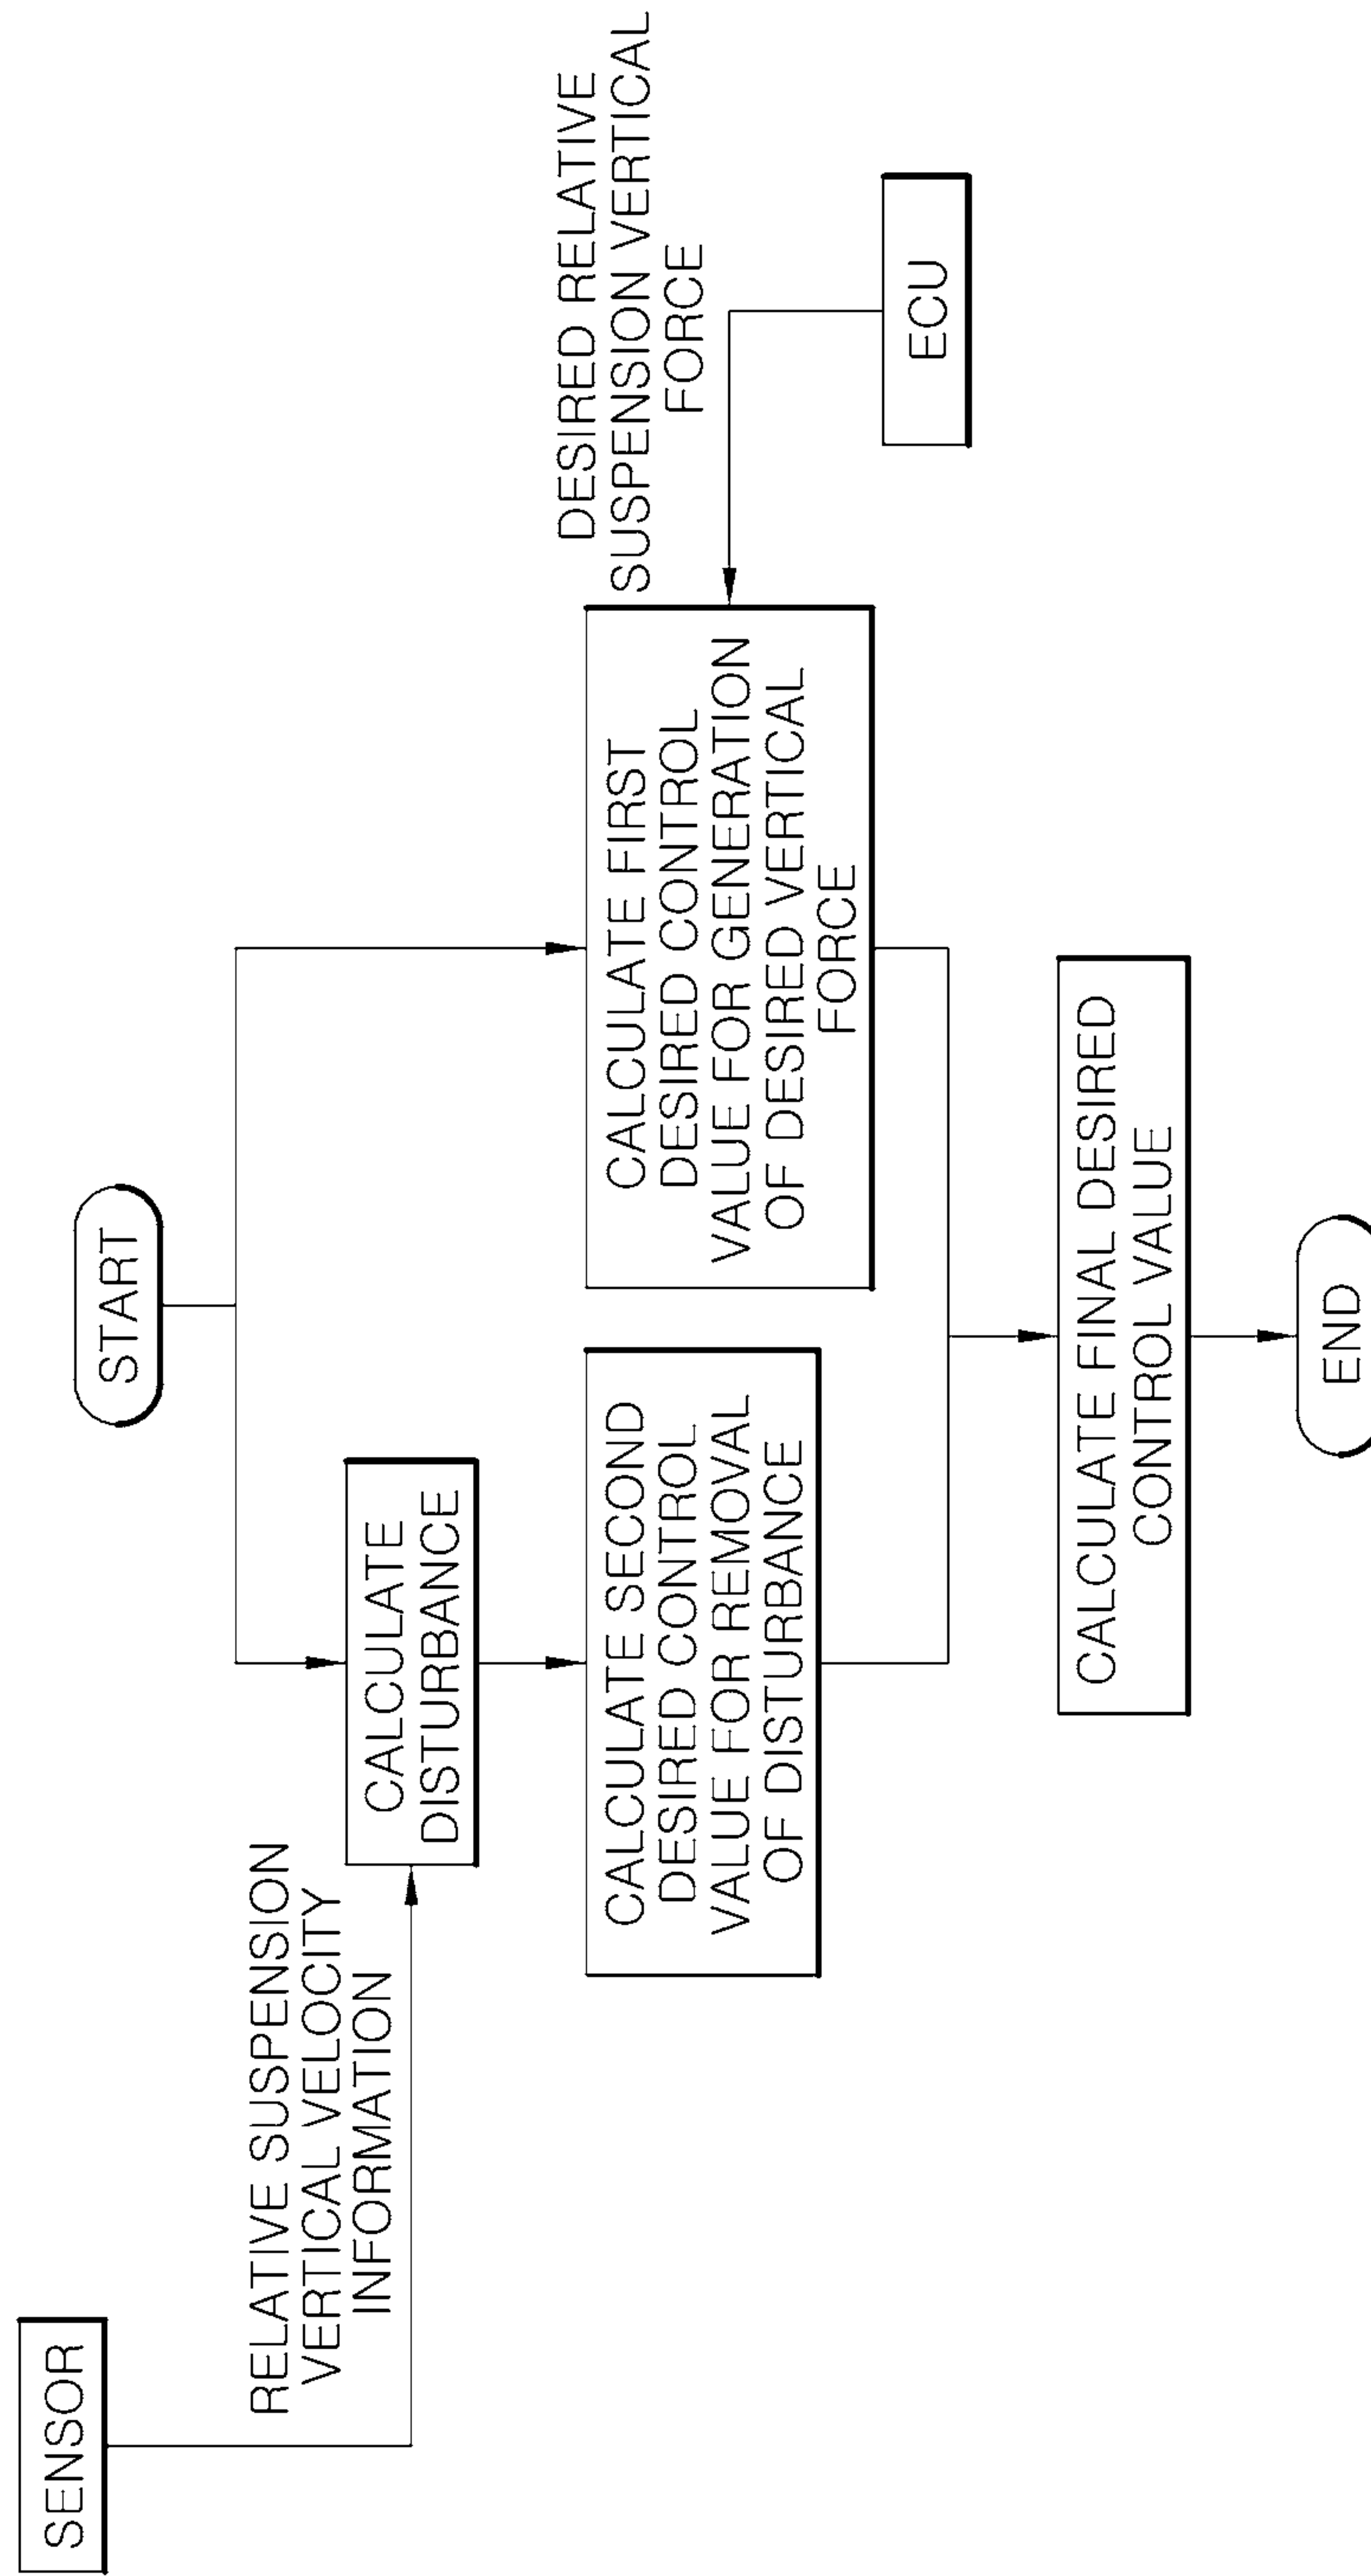 START
SENSOR
RELATIVE SUSPENSION
VERTICAL VELOCITY
INFORMATION
CALCULATE
DISTURBANCE
DESIRED RELATIVE
SUSPENSION VERTICAL
FORCE
CALCULATE SECOND
DESIRED CONTROL
VALUE FOR REMOVAL
OF DISTURBANCE
CALCULATE FIRST
DESIRED CONTROL
VALUE FOR GENERATION
OF DESIRED VERTICAL
FORCE
ECU
CALCULATE FINAL DESIRED
CONTROL VALUE
END